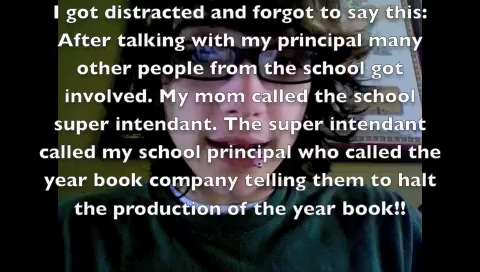 I got distracted and forgot to say this:
After talking with my principal many
other people from the school got
involved. My mom called the school
super intendant. The super intendant
called my school principal who called the
year book company telling them to halt
the production of the year book!!